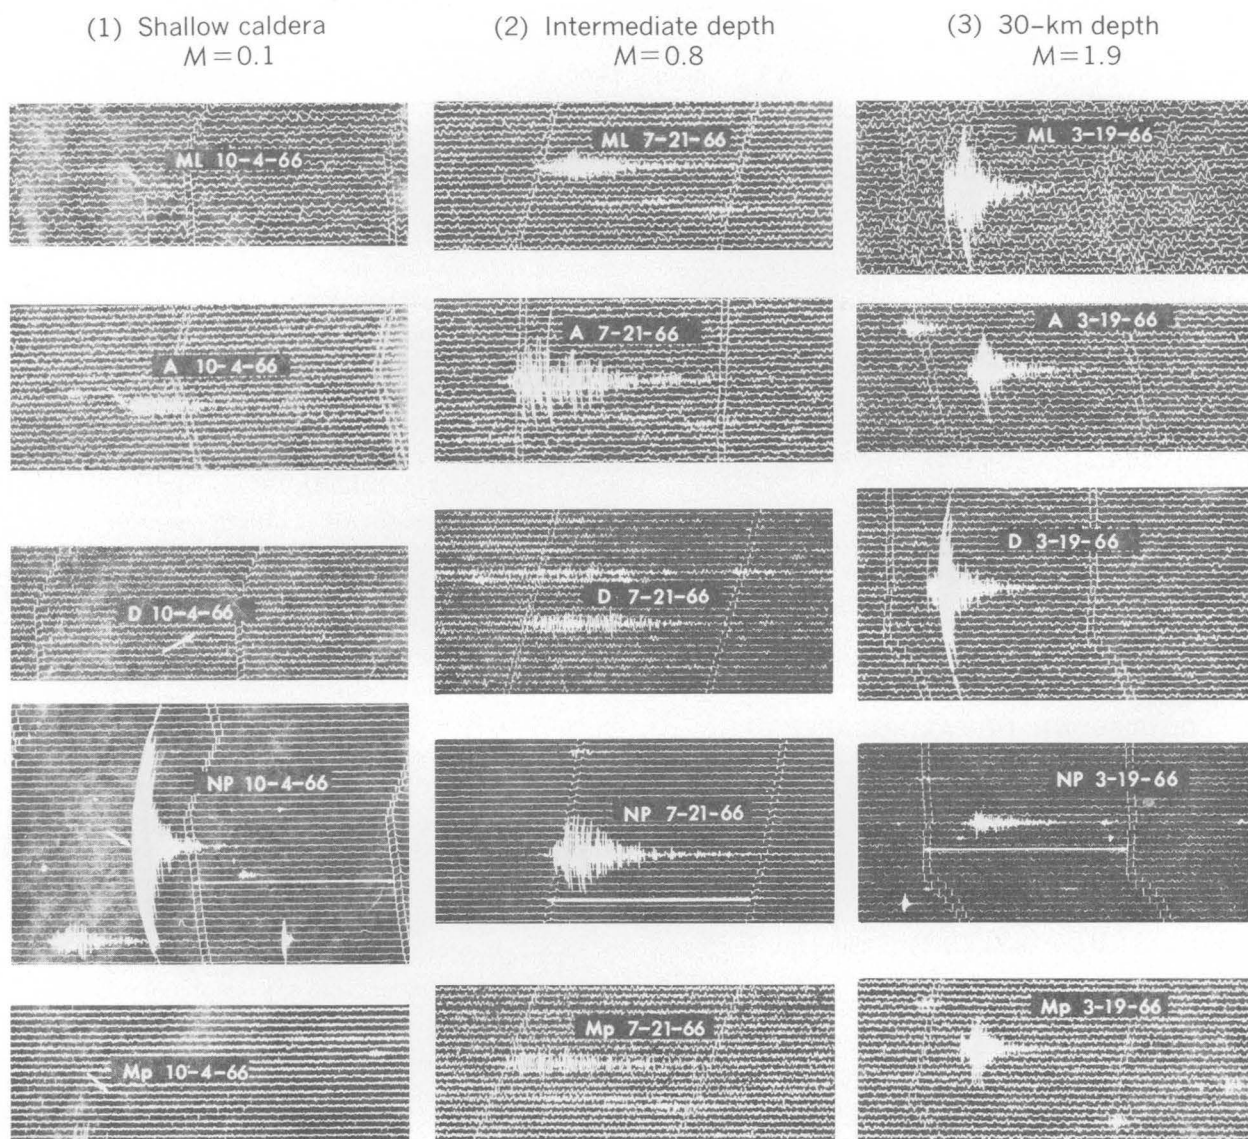 (1) Shallow caldera
M=0.1
(2) Intermediate depth
M=0.8
(3) 30-km depth
M=1.9
ML 10-4-66
ML 7-21-66
ML 3-19-66
A 10-4-66
A 7-21-66
A 3-19-66
D 10-4-66
D 7-21-66
D 3-19-66
NP 10-4-66
NP 7-21-66
NP 3-19-66
Mp 10-4-66
Mp 7-21-66
Mp 3-19-66